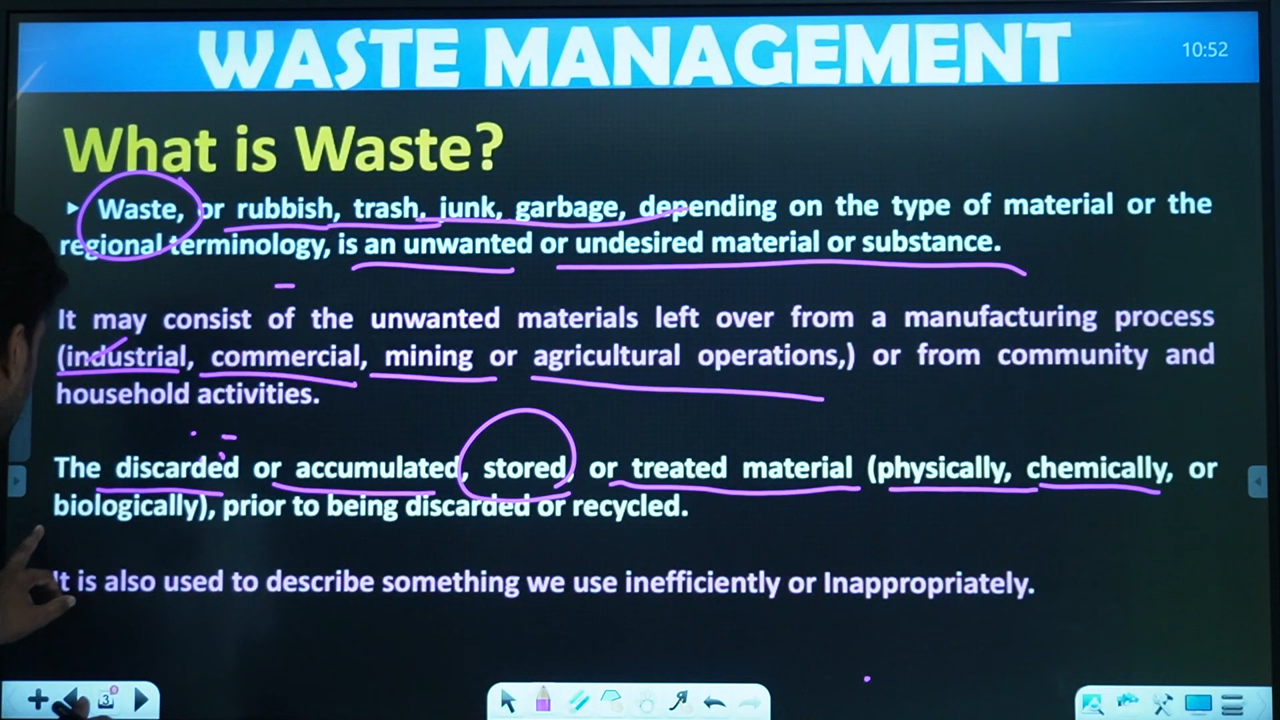 WASTE MANAGEMENT
10:52
What is Waste?
Waste, or rubbish, trash, junk, garbage, depending on the type of material or the
regional terminology, is an unwanted or undesired material or substance.
It may consist of the unwanted materials left over from a manufacturing process
(industrial, commercial, mining or agricultural operations,) or from community and
household activities.
The discarded or accumulated, stored, or treated material (physically, chemically, or
biologically), prior to being discarded or recycled.
It is also used to describe something we use inefficiently or Inappropriately.
3